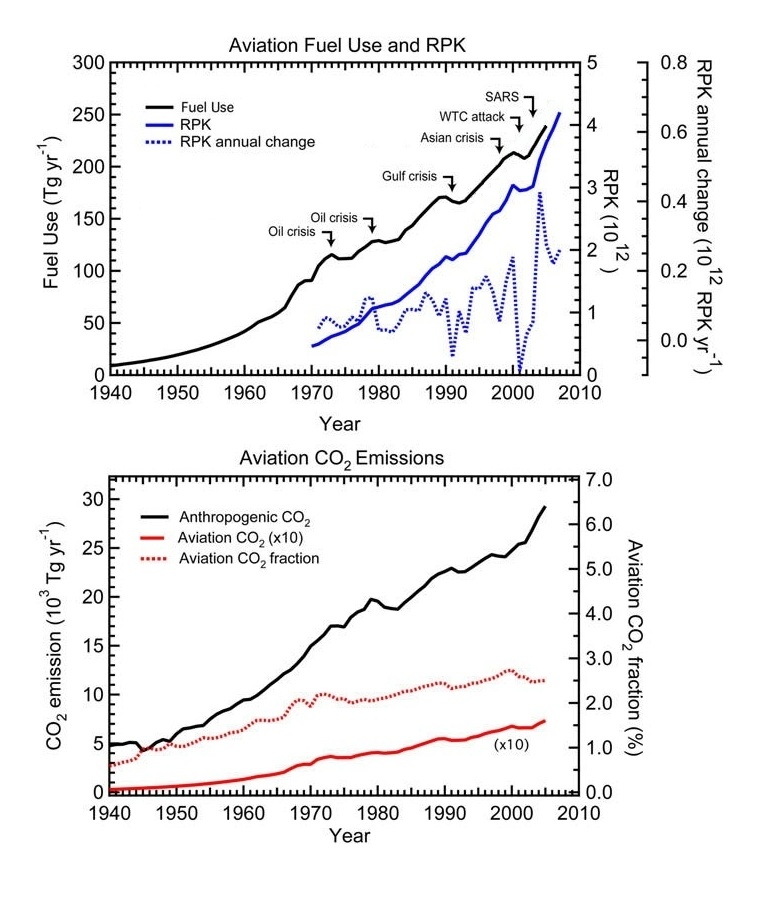 Aviation Fuel Use and RPK
300
250
200
150
100
50
0
Fuel Use (Tg yr⁻¹)
Fuel Use
RPK
RPK annual change
Oil crisis
Oil crisis
Gulf crisis
Asian crisis
WTC attack
SARS
5
4
3
2
1
0
RPK (10¹²)
0.8
0.6
0.4
0.2
0.0
RPK annual change (10¹² RPK yr⁻¹)
1940 1950 1960 1970 1980 1990 2000 2010
Year
Aviation CO₂ Emissions
30
25
20
15
10
5
0
CO₂ emission (10³ Tg yr⁻¹)
Anthropogenic CO₂
Aviation CO₂ (x10)
Aviation CO₂ fraction
(x10)
7.0
6.0
5.0
4.0
3.0
2.0
1.0
0.0
Aviation CO₂ fraction (%)
1940 1950 1960 1970 1980 1990 2000 2010
Year